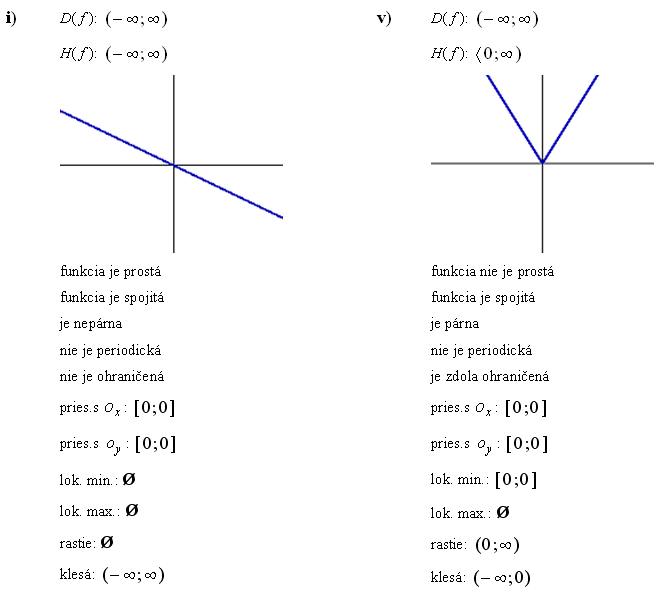 i)
D(f): (− ∞; ∞)
H(f): (− ∞; ∞)
funkcia je prostá
funkcia je spojitá
je nepárna
nie je periodická
nie je ohraničená
pries.s oₓ : [0;0]
pries.s o_y : [0;0]
lok. min.: Ø
lok. max.: Ø
rastie: Ø
klesá: (− ∞; ∞)
v)
D(f): (− ∞; ∞)
H(f): ⟨0; ∞)
funkcia nie je prostá
funkcia je spojitá
je párna
nie je periodická
je zdola ohraničená
pries.s oₓ : [0;0]
pries.s o_y : [0;0]
lok. min.: [0;0]
lok. max.: Ø
rastie: (0; ∞)
klesá: (− ∞; 0)